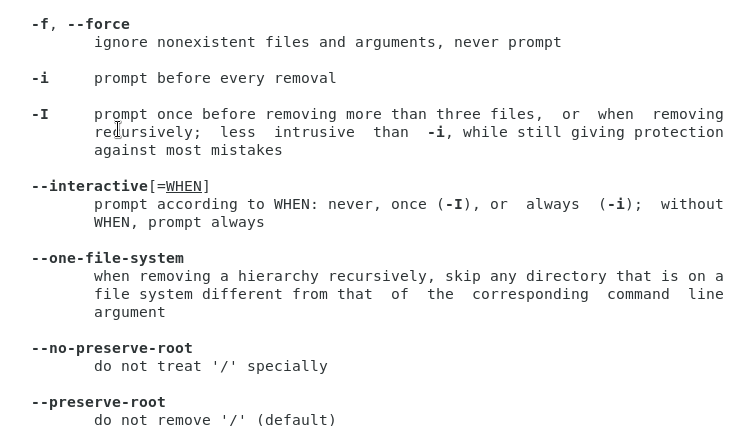 -f, --force
ignore nonexistent files and arguments, never prompt
-i     prompt before every removal
-I     prompt once before removing more than three files,  or  when  removing
recursively;  less  intrusive  than  -i, while still giving protection
against most mistakes
--interactive[=WHEN]
prompt according to WHEN: never, once (-I), or  always  (-i);  without
WHEN, prompt always
--one-file-system
when removing a hierarchy recursively, skip any directory that is on a
file system different from that  of  the  corresponding  command  line
argument
--no-preserve-root
do not treat '/' specially
--preserve-root
do not remove '/' (default)